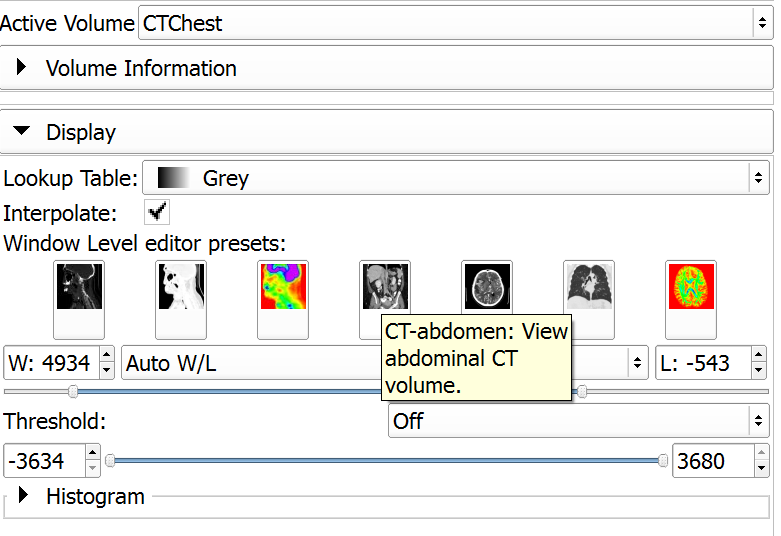 Active Volume CTChest
Volume Information
Display
Lookup Table: Grey
Interpolate:
Window Level editor presets:
CT-abdomen: View
abdominal CT
volume.
W: 4934 Auto W/L L: -543
Threshold: Off
-3634 3680
Histogram